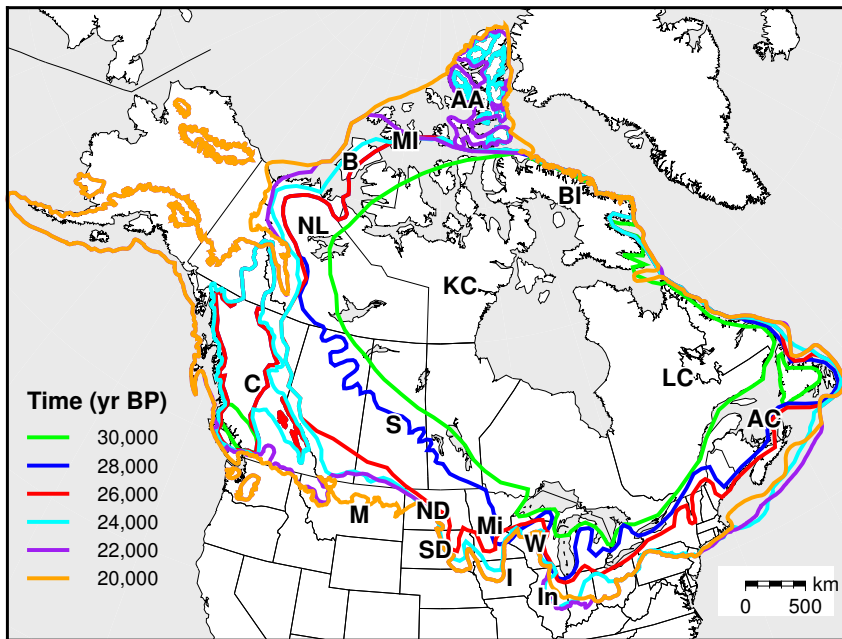 AA
MI
B
BI
NL
KC
LC
C
AC
S
Time (yr BP)
30,000
28,000
26,000
24,000
22,000
20,000
M
ND
Mi
SD
W
I
In
km
0 500